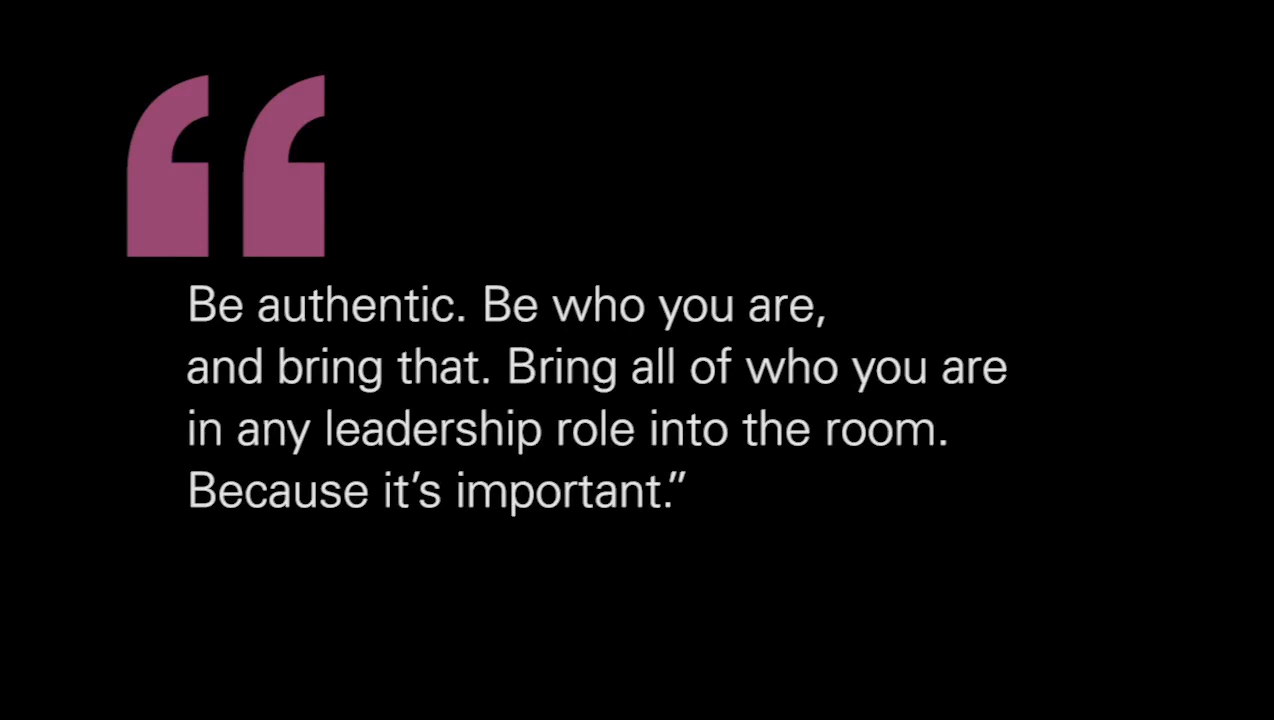 “
Be authentic. Be who you are,
and bring that. Bring all of who you are
in any leadership role into the room.
Because it’s important.”